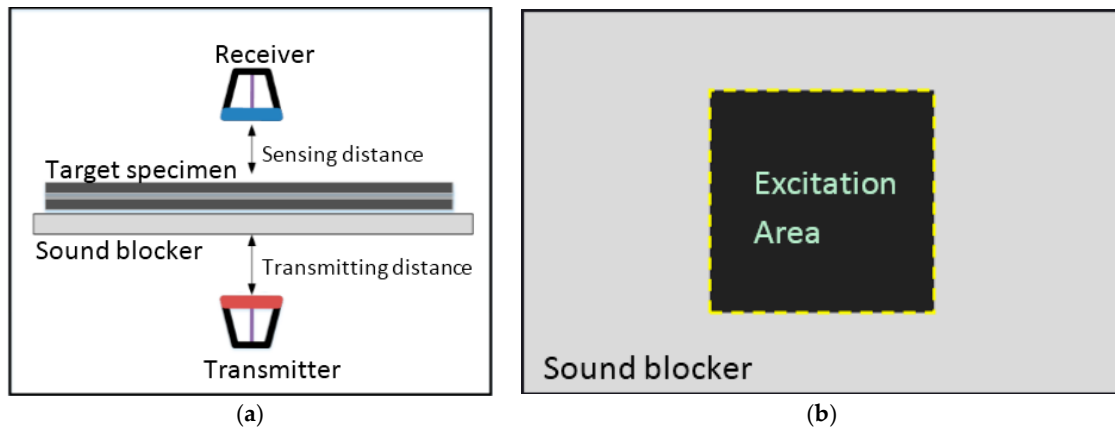 Receiver
Sensing distance
Target specimen
Sound blocker
Transmitting distance
Transmitter
(a)
Excitation
Area
Sound blocker
(b)